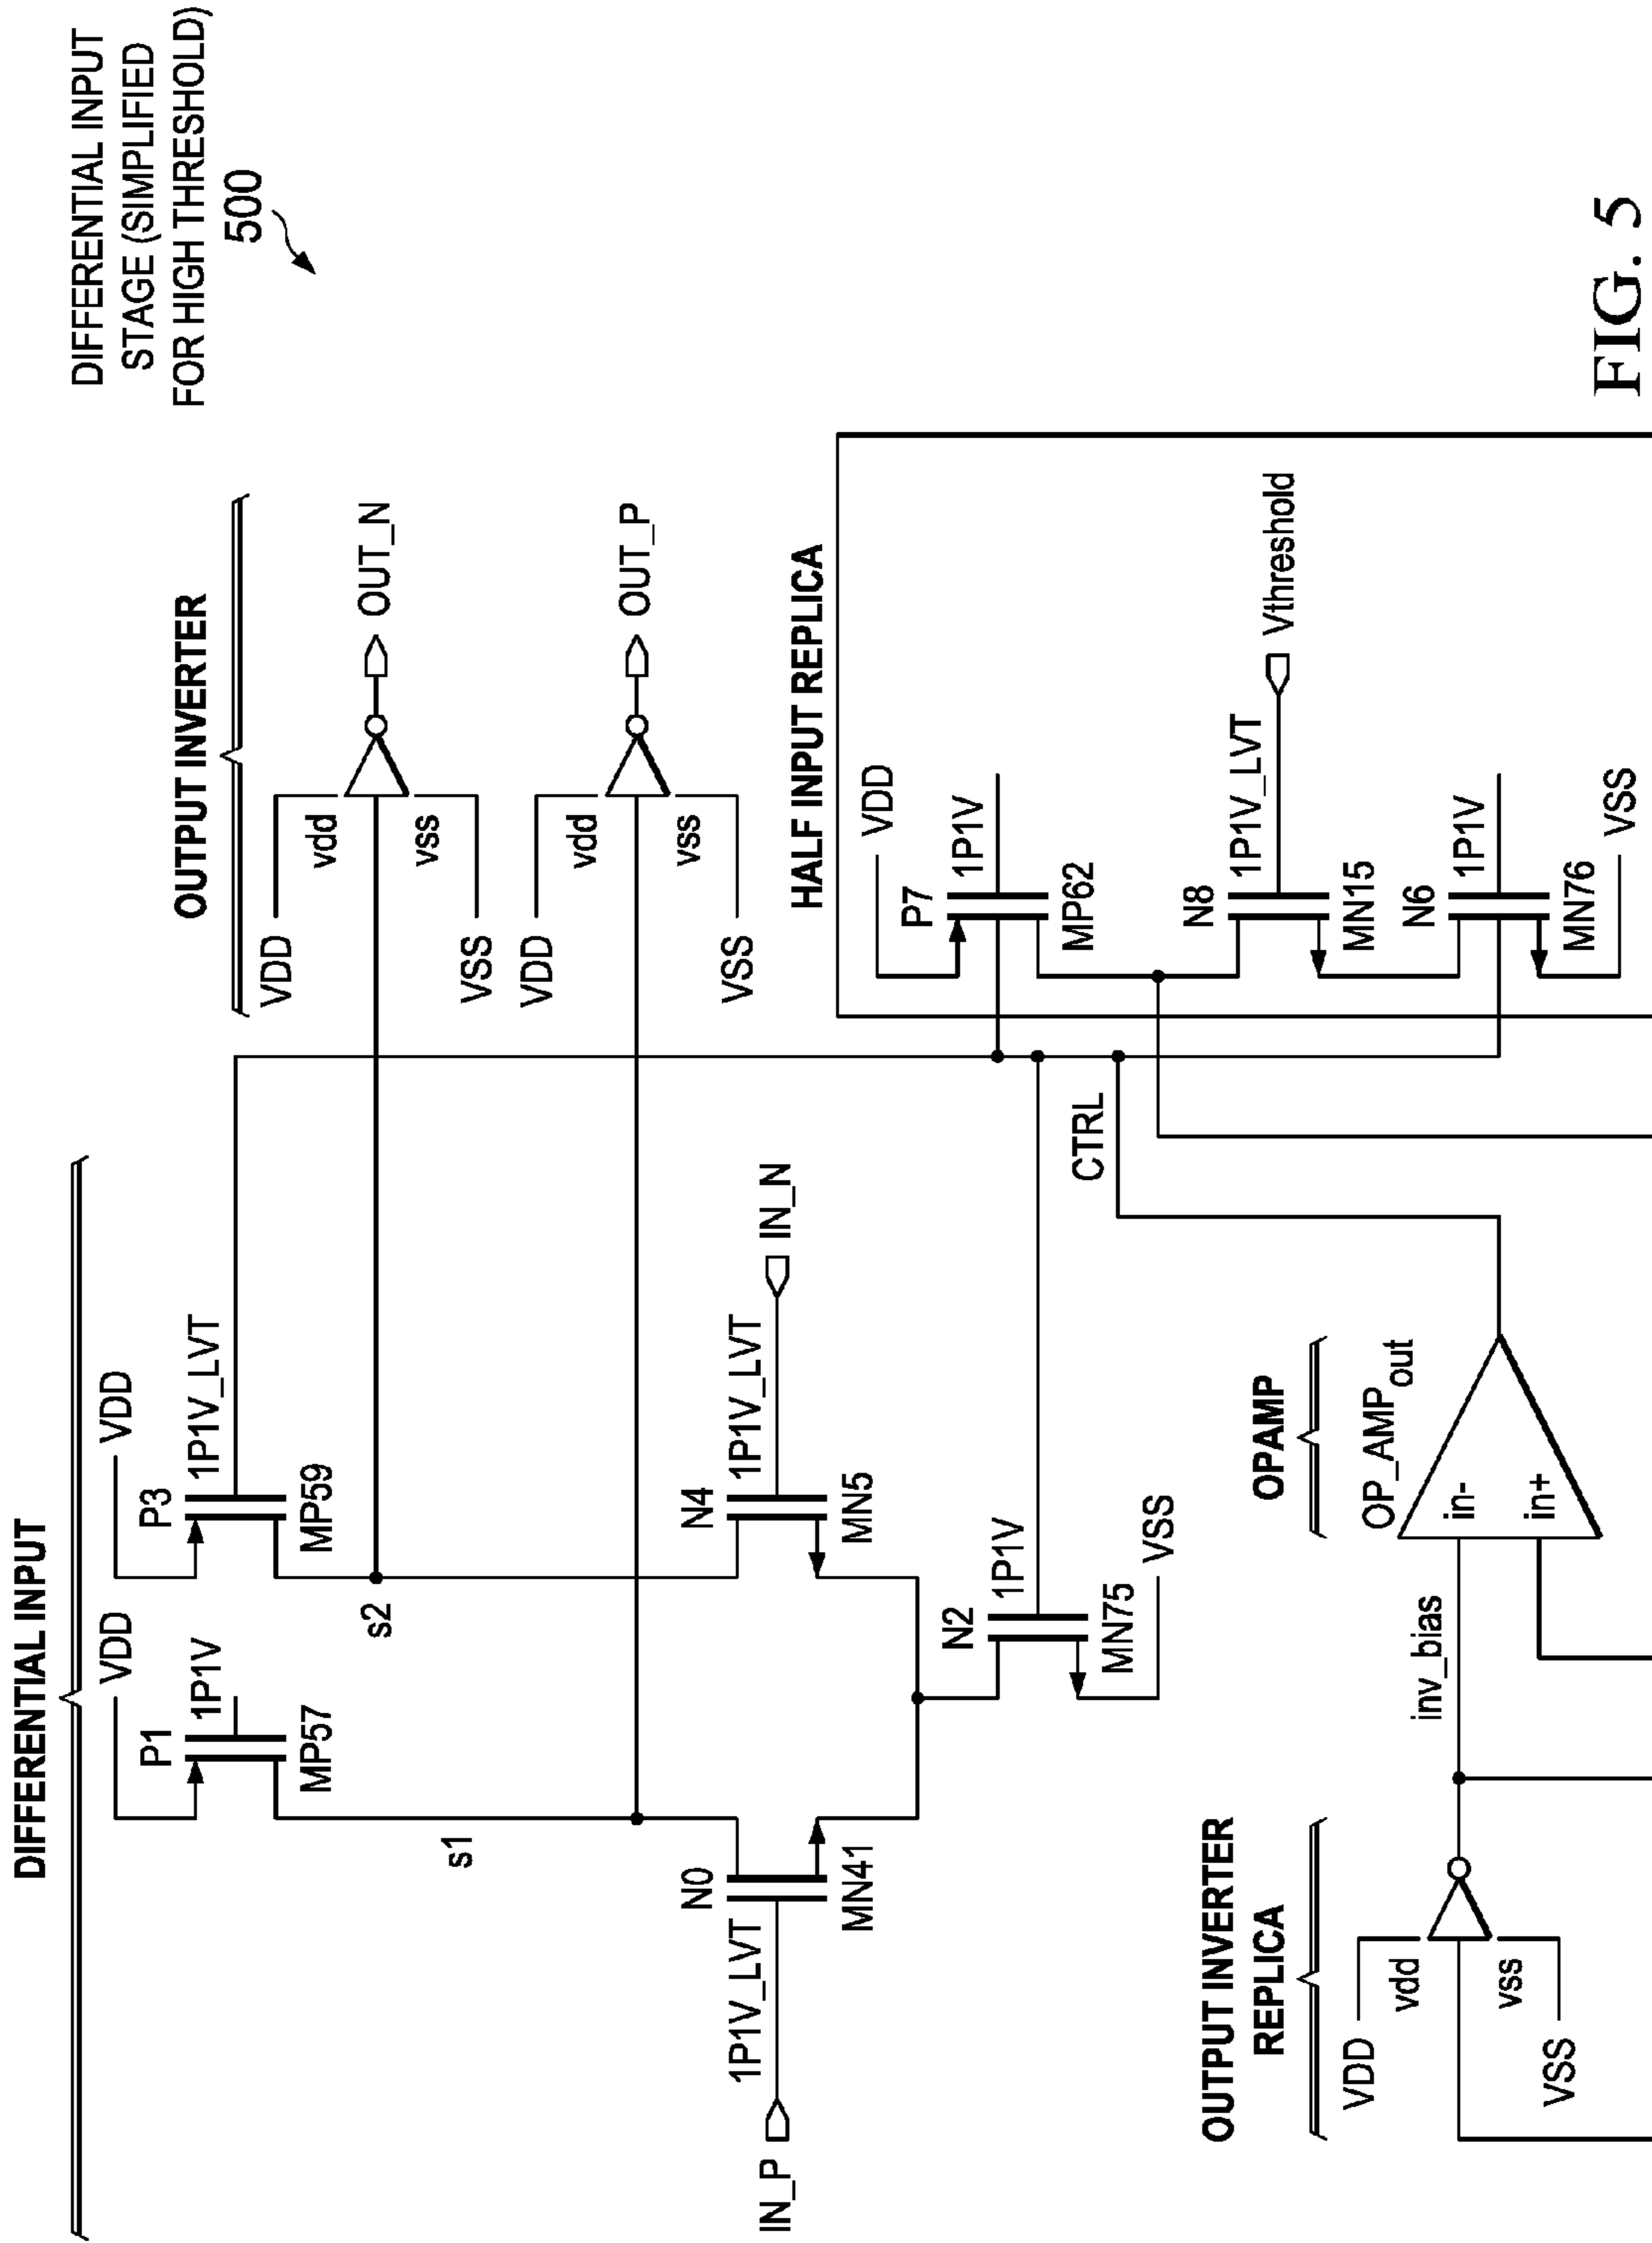 DIFFERENTIAL INPUT
STAGE (SIMPLIFIED
FOR HIGH THRESHOLD)
500
DIFFERENTIAL INPUT
VDD
VDD
P1
1P1V
MP57
P3
1P1V_LVT
MP59
s1
s2
IN_P
1P1V_LVT
N0
MN41
N4
1P1V_LVT
MN5
IN_N
N2
1P1V
MN75
VSS
OUTPUT INVERTER
VDD
vdd
vss
VSS
OUT_N
VDD
vdd
vss
VSS
OUT_P
HALF INPUT REPLICA
VDD
P7
1P1V
MP62
N8
1P1V_LVT
MN15
Vthreshold
N6
1P1V
MN76
VSS
CTRL
OUTPUT INVERTER
REPLICA
VDD
vdd
vss
VSS
inv_bias
OPAMP
OP_AMP
out
in-
in+
FIG. 5